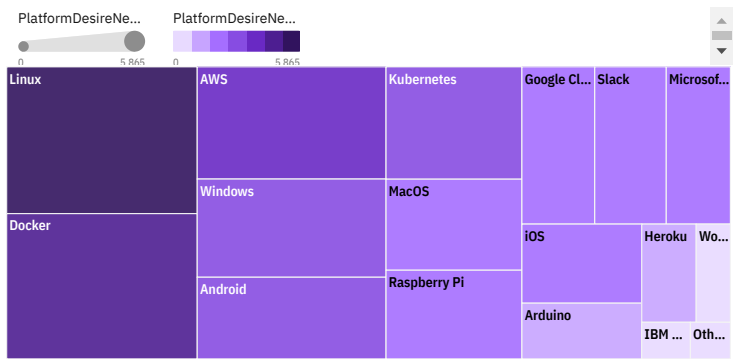 PlatformDesireNe...
PlatformDesireNe...
0
5,865
0
5,865
Linux
AWS
Kubernetes
Google Cl...
Slack
Microsof...
Windows
MacOS
Docker
iOS
Heroku
Wo...
Raspberry Pi
Android
Arduino
IBM ...
Oth...